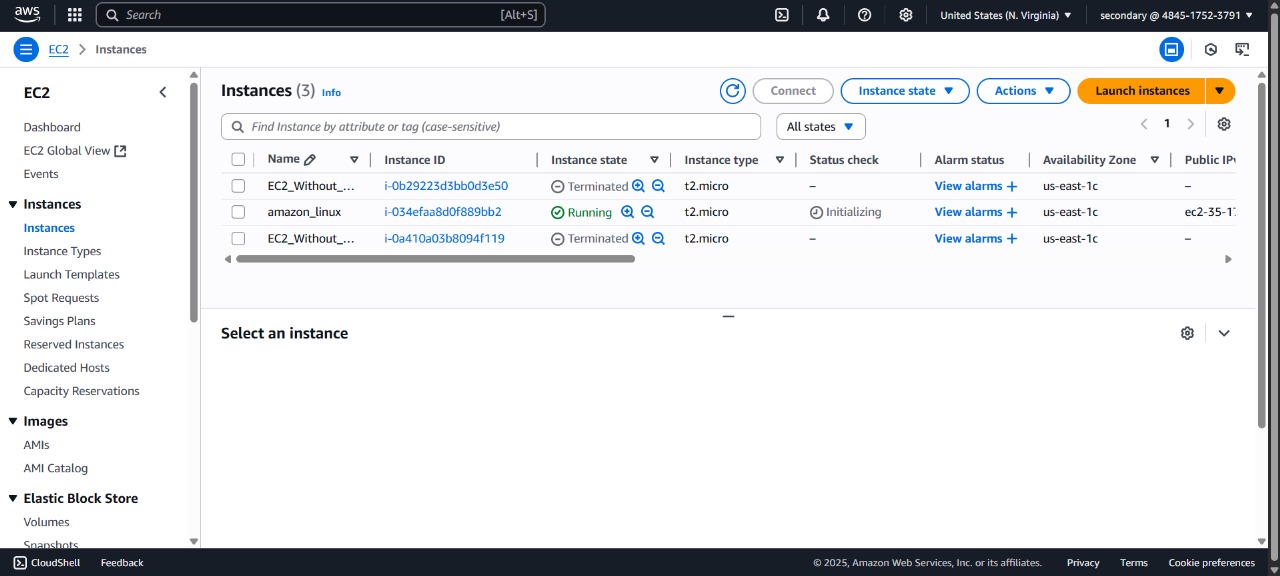 aws Search [Alt+S] United States (N. Virginia) secondary @ 4845-1752-3791
EC2 Instances
EC2
Dashboard
EC2 Global View
Events
Instances
Instances
Instance Types
Launch Templates
Spot Requests
Savings Plans
Reserved Instances
Dedicated Hosts
Capacity Reservations
Images
AMIs
AMI Catalog
Elastic Block Store
Volumes
Snapshots
Instances (3) Info Connect Instance state Actions Launch instances
Find Instance by attribute or tag (case-sensitive) All states 1
Name Instance ID Instance state Instance type Status check Alarm status Availability Zone Public IPv
EC2_Without_... i-0b29223d3bb0d3e50 Terminated t2.micro – View alarms + us-east-1c –
amazon_linux i-034efaa8d0f889bb2 Running t2.micro Initializing View alarms + us-east-1c ec2-35-17
EC2_Without_... i-0a410a03b8094f119 Terminated t2.micro – View alarms + us-east-1c –
Select an instance
CloudShell Feedback © 2025, Amazon Web Services, Inc. or its affiliates. Privacy Terms Cookie preferences